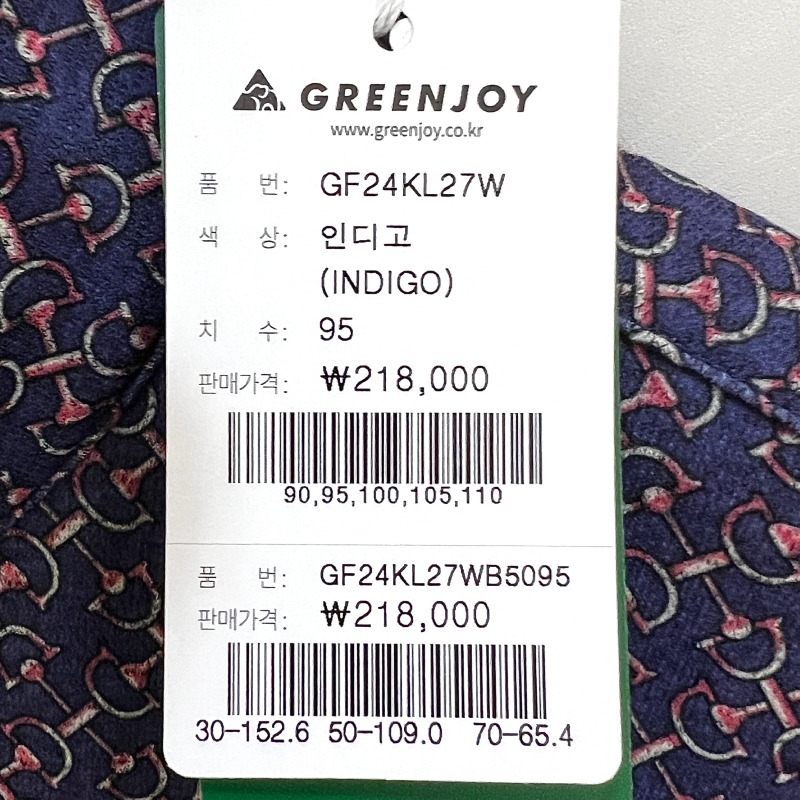 GREENJOY
www.greenjoy.co.kr
품 번: GF24KL27W
색 상: 인디고
(INDIGO)
치 수: 95
판매가격: ₩218,000
90,95,100,105,110
품 번: GF24KL27WB5095
판매가격: ₩218,000
30-152.6 50-109.0 70-65.4